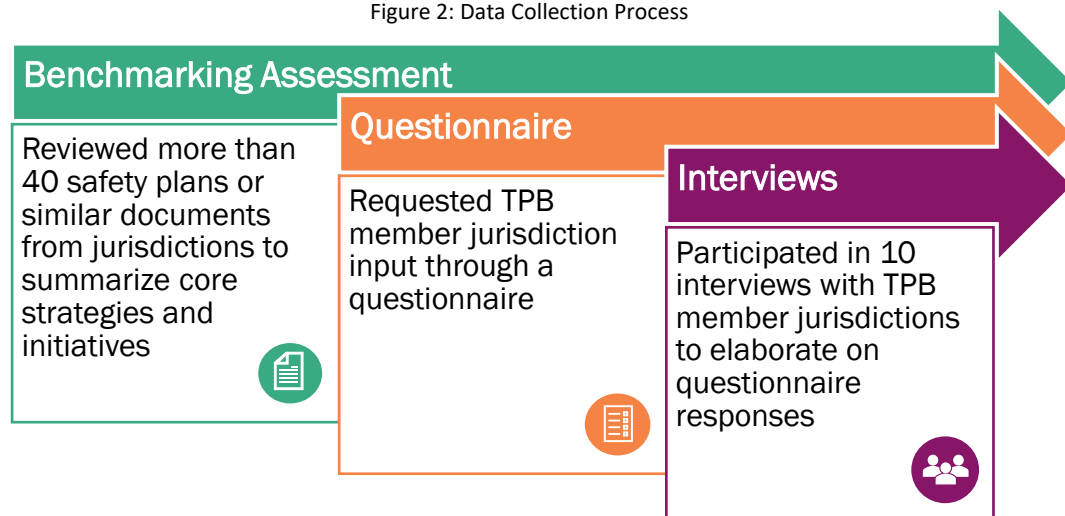 Figure 2: Data Collection Process
Benchmarking Assessment
Reviewed more than
40 safety plans or
similar documents
from jurisdictions to
summarize core
strategies and
initiatives
Questionnaire
Requested TPB
member jurisdiction
input through a
questionnaire
Interviews
Participated in 10
interviews with TPB
member jurisdictions
to elaborate on
questionnaire
responses